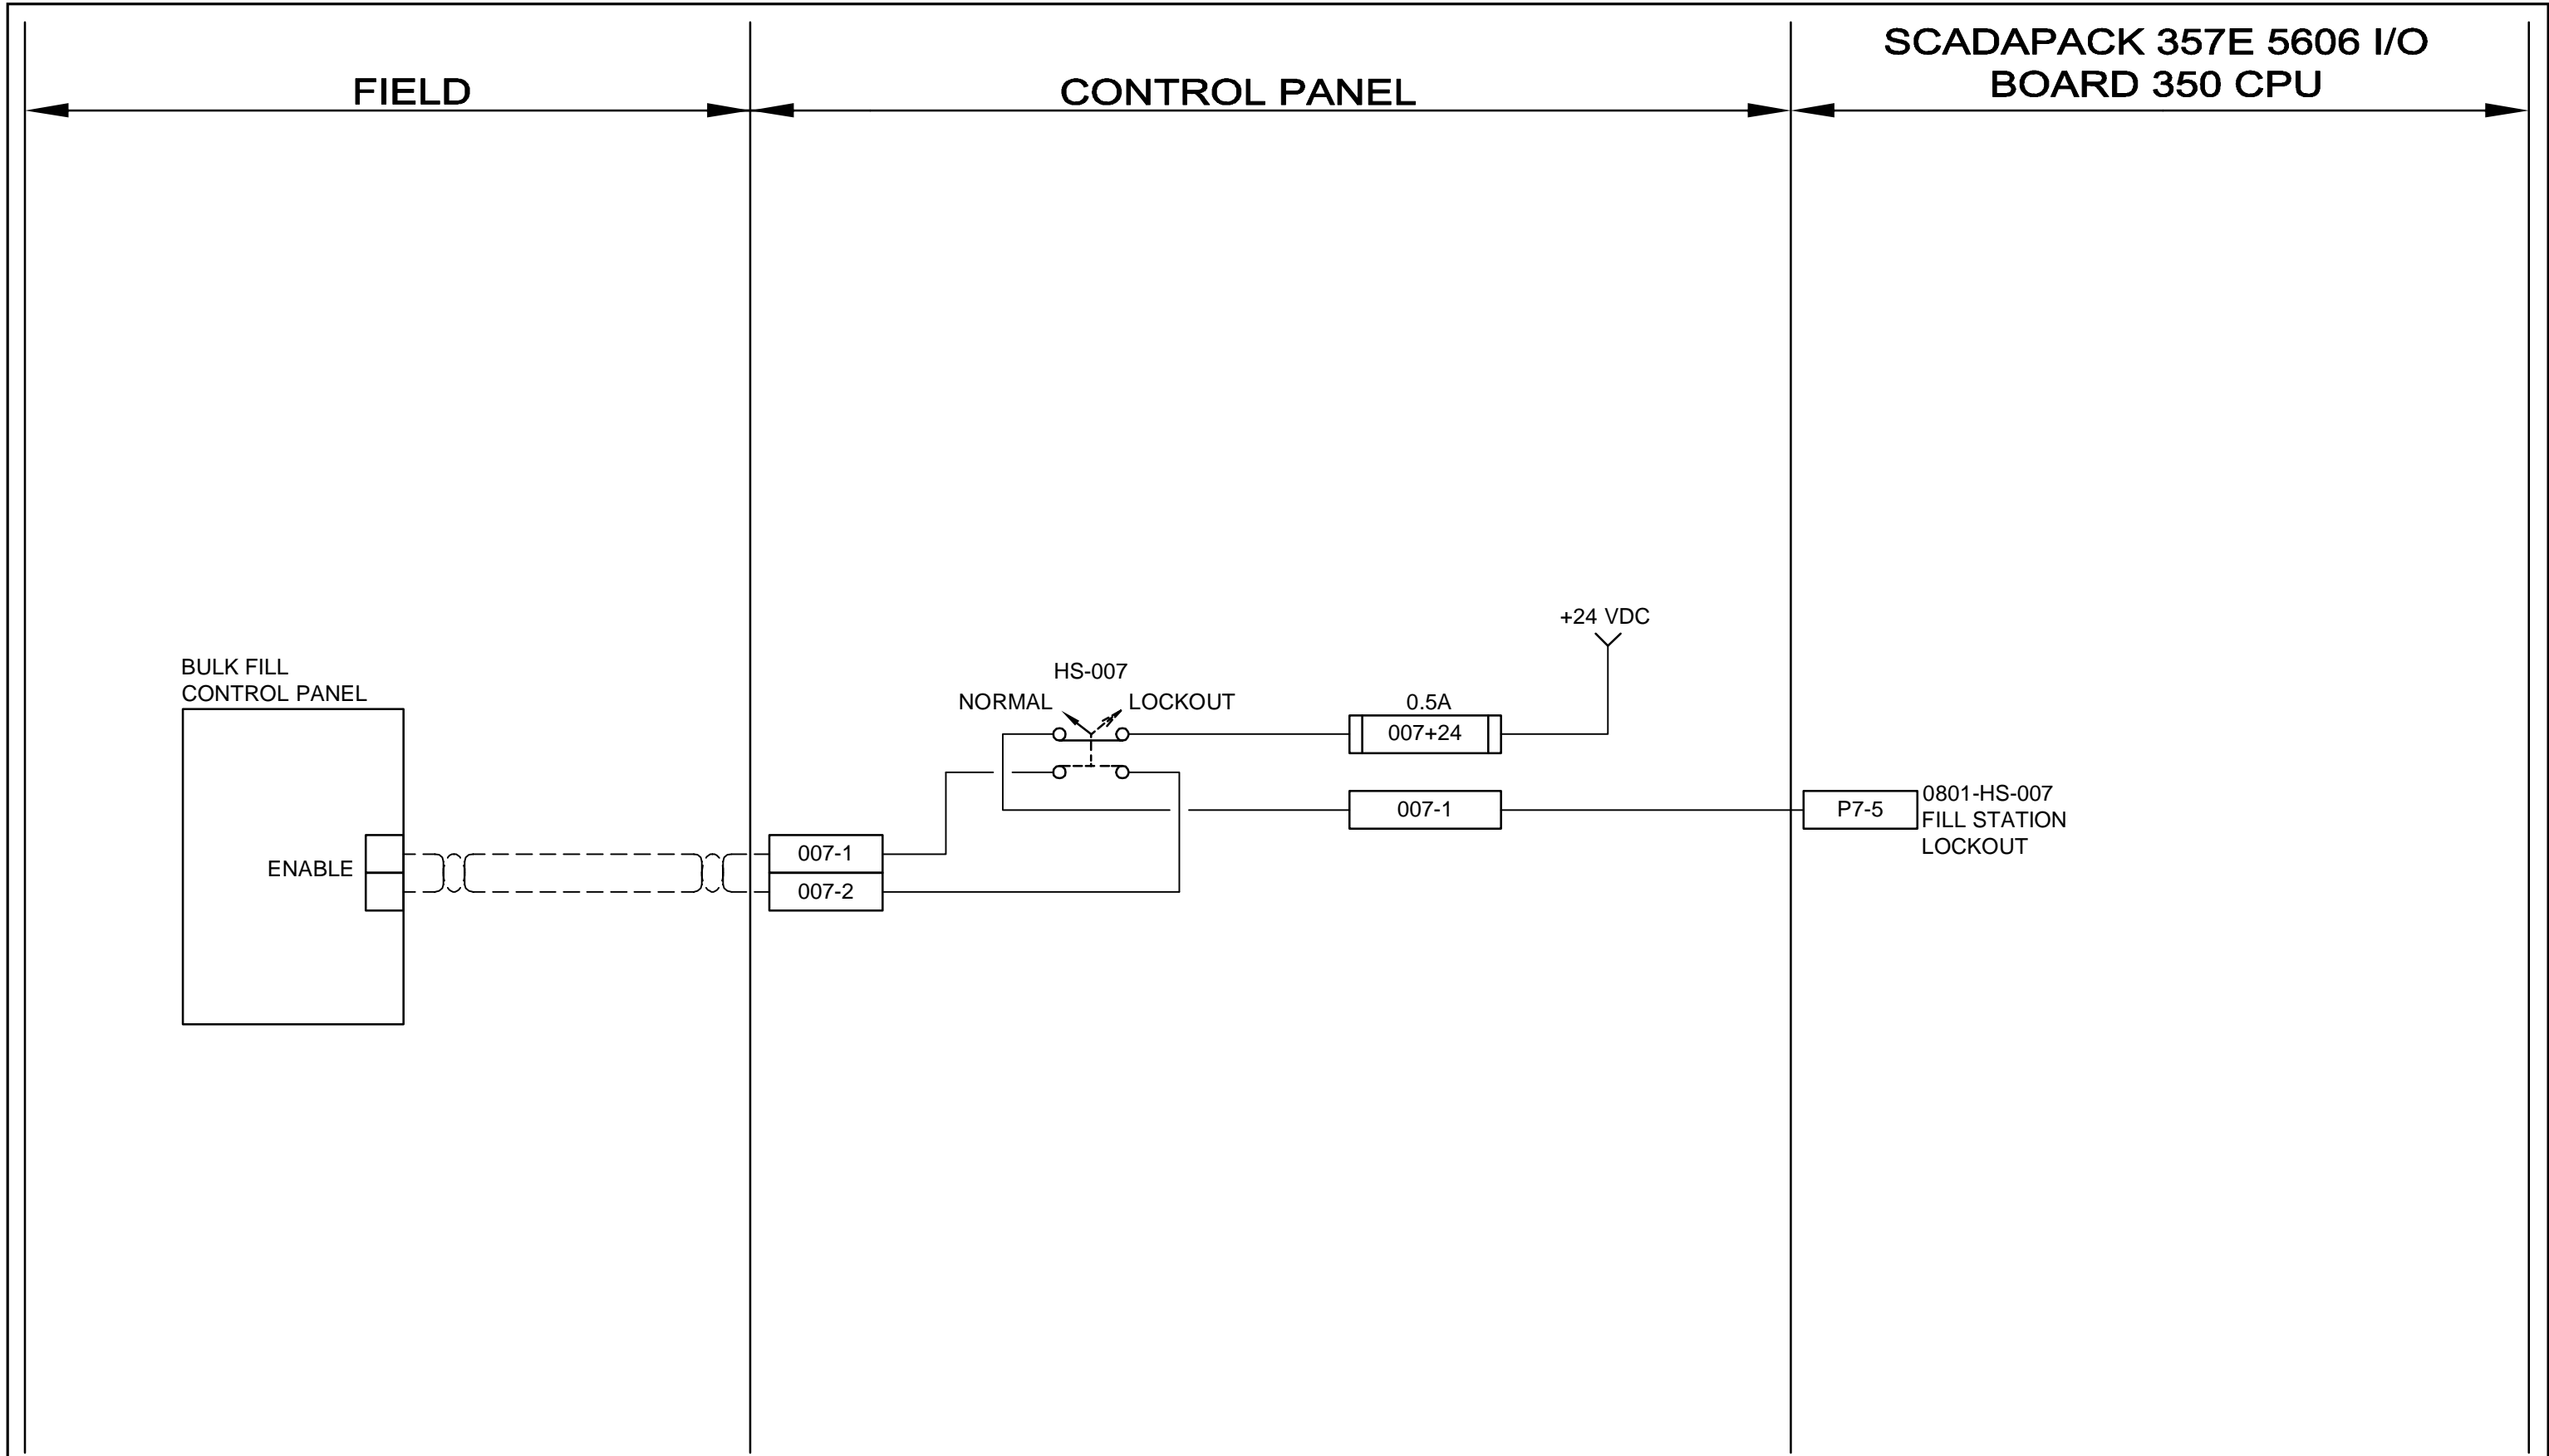 FIELD
CONTROL PANEL
SCADAPACK 357E 5606 I/O
BOARD 350 CPU
+24 VDC
BULK FILL
CONTROL PANEL
HS-007
NORMAL
LOCKOUT
0.5A
007+24
007-1
P7-5
0801-HS-007
FILL STATION
LOCKOUT
ENABLE
007-1
007-2